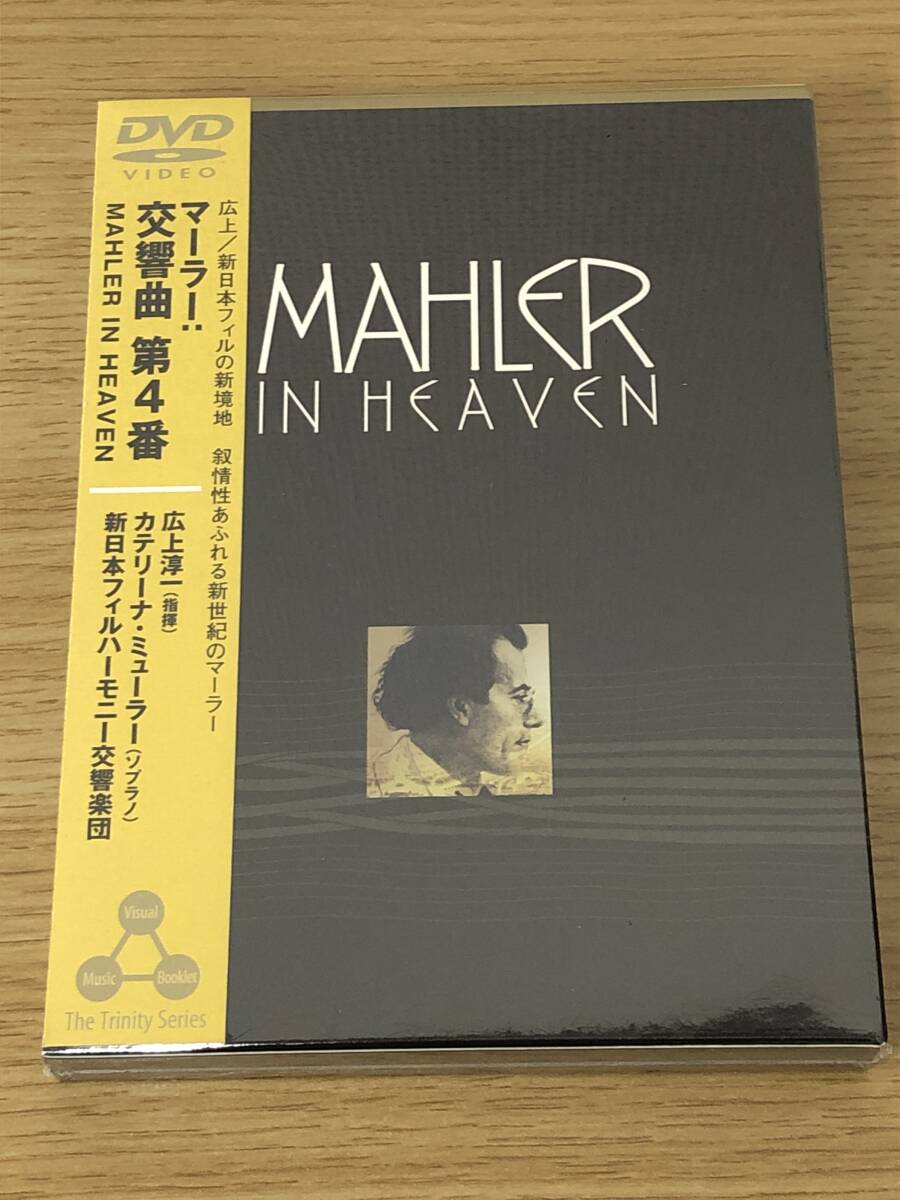 DVD
VIDEO
広上／新日本フィルの新境地　叙情性あふれる新世紀のマーラー
マーラー：
交響曲 第4番
MAHLER IN HEAVEN
広上淳一（指揮）
カテリーナ・ミューラー（ソプラノ）
新日本フィルハーモニー交響楽団
Visual
Music
Booklet
The Trinity Series
MAHLER
IN HEAVEN